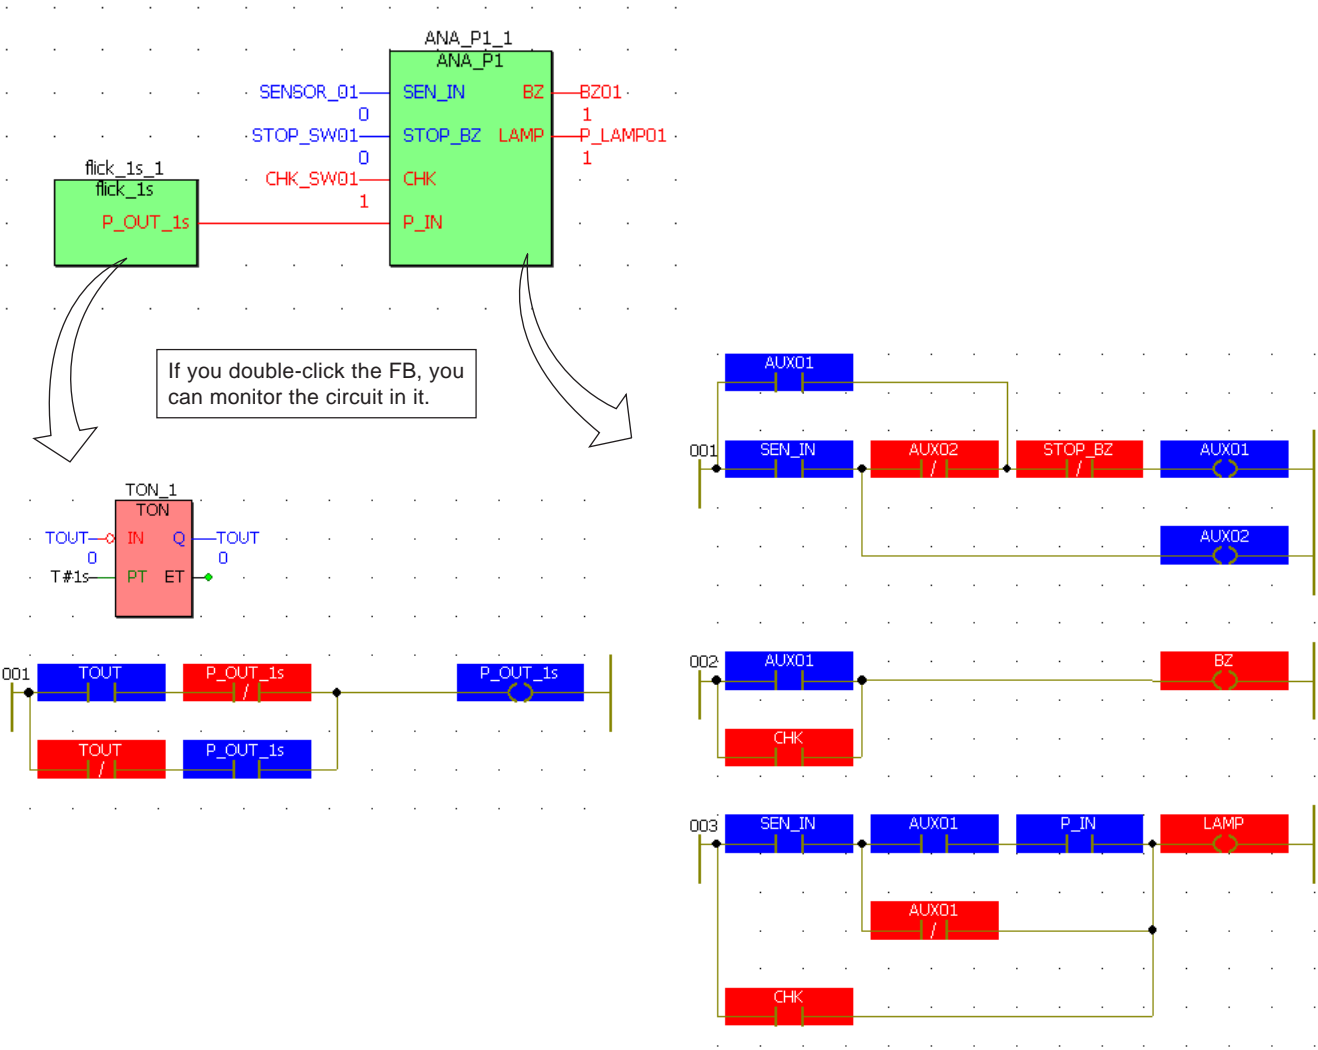 ANA_P1_1
ANA_P1
SENSOR_01 SEN_IN BZ BZ01
0 1
STOP_SW01 STOP_BZ LAMP P_LAMP01
0 1
CHK_SW01 CHK
1
P_IN
flick_1s_1
flick_1s
P_OUT_1s
If you double-click the FB, you
can monitor the circuit in it.
TON_1
TON
TOUT IN Q TOUT
0 0
T#1s PT ET
001 TOUT P_OUT_1s P_OUT_1s
TOUT P_OUT_1s
AUX01
001 SEN_IN AUX02 STOP_BZ AUX01
AUX02
002 AUX01 BZ
CHK
003 SEN_IN AUX01 P_IN LAMP
AUX01
CHK